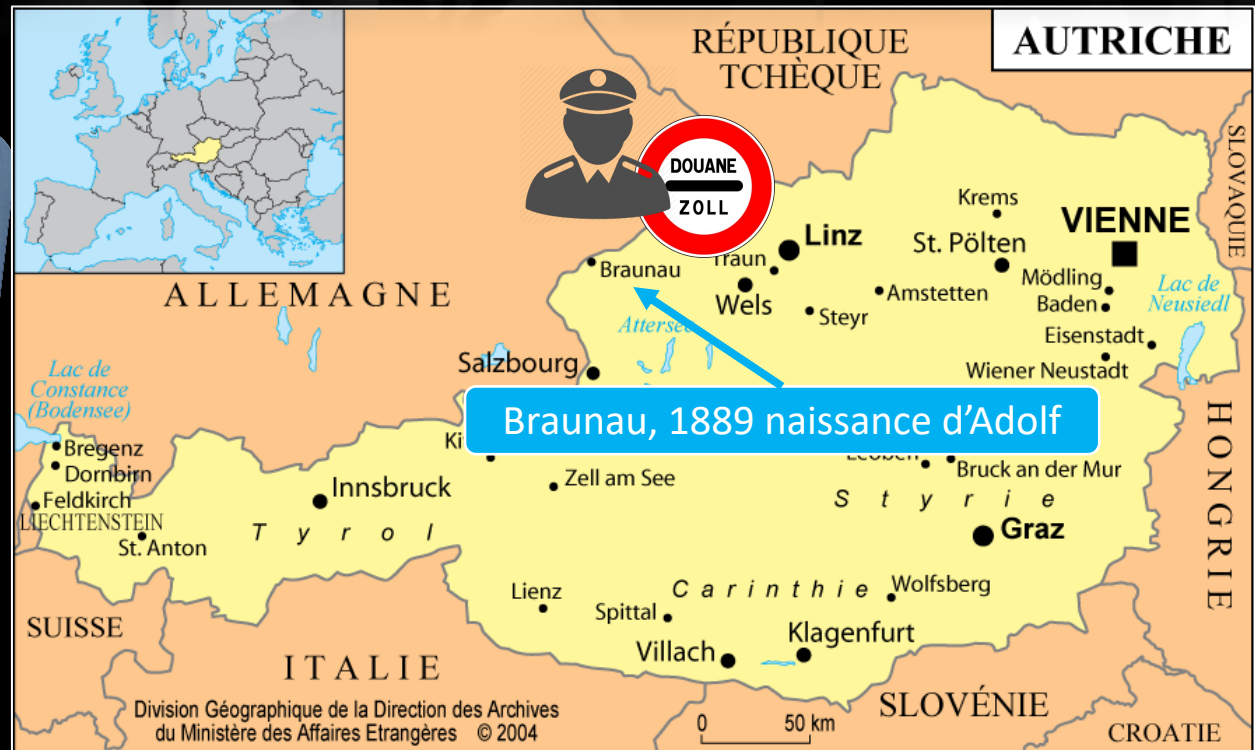 AUTRICHE
RÉPUBLIQUE
TCHÈQUE
SLOVAQUIE
DOUANE
ZOLL
Krems
VIENNE
Linz
St. Pölten
Braunau
Traun
Mödling
ALLEMAGNE
Wels
Amstetten
Baden
Lac de
Neusiedl
Steyr
Attersee
Eisenstadt
Salzbourg
Wiener Neustadt
Lac de
Constance
(Bodensee)
Braunau, 1889 naissance d’Adolf
HONGRIE
Bregenz
Ki
Leoben
Bruck an der Mur
Dornbirn
Zell am See
Innsbruck
Styrie
Feldkirch
LIECHTENSTEIN
Tyrol
Graz
St. Anton
Lienz
Carinthie
Wolfsberg
Spittal
SUISSE
Klagenfurt
Villach
ITALIE
SLOVÉNIE
Division Géographique de la Direction des Archives
du Ministère des Affaires Etrangères © 2004
0 50 km
CROATIE